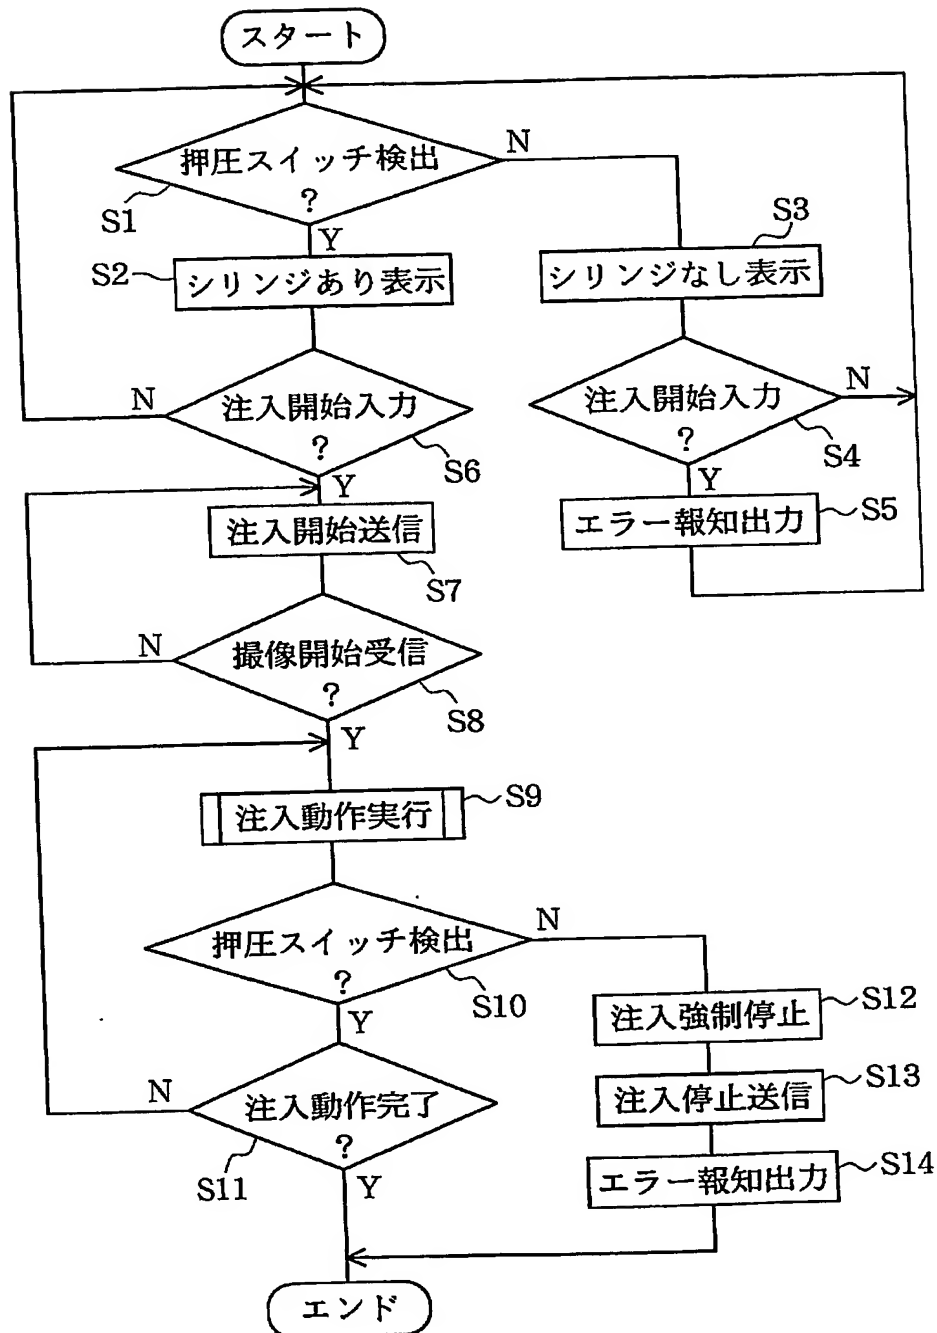 スタート
押圧スイッチ検出
?
S1
N
Y
S2
シリンジあり表示
S3
シリンジなし表示
N
注入開始入力
?
S6
Y
注入開始入力
?
N
S4
Y
エラー報知出力
S5
注入開始送信
S7
N
撮像開始受信
?
S8
Y
注入動作実行
S9
押圧スイッチ検出
?
N
S10
Y
注入強制停止
S12
N
注入動作完了
?
S11
Y
注入停止送信
S13
エラー報知出力
S14
エンド